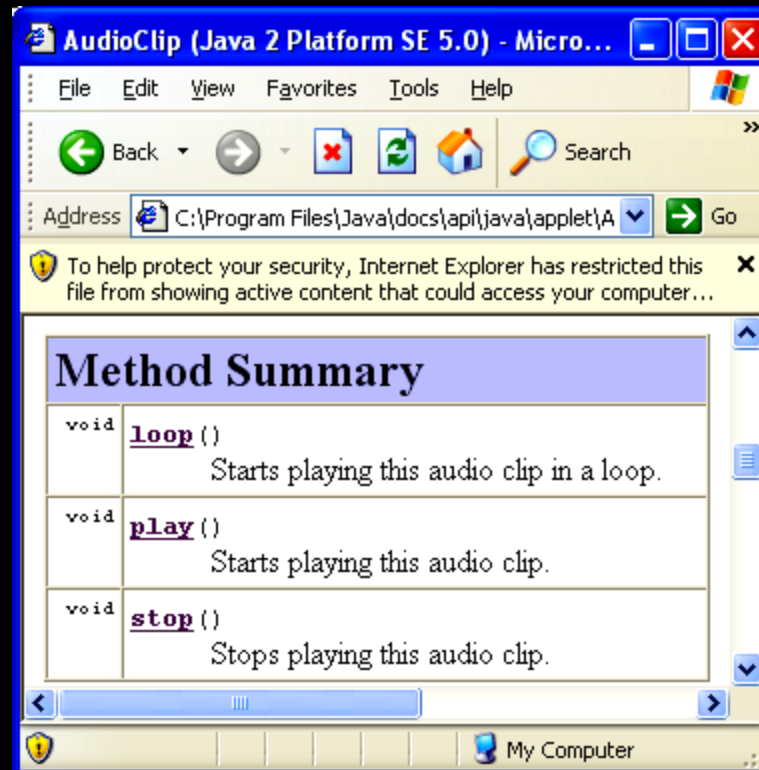 AudioClip (Java 2 Platform SE 5.0) - Micro...
File Edit View Favorites Tools Help
Back Search »
Address C:\Program Files\Java\docs\api\java\applet\A Go
To help protect your security, Internet Explorer has restricted this
file from showing active content that could access your computer...
Method Summary
void loop()
Starts playing this audio clip in a loop.
void play()
Starts playing this audio clip.
void stop()
Stops playing this audio clip.
My Computer